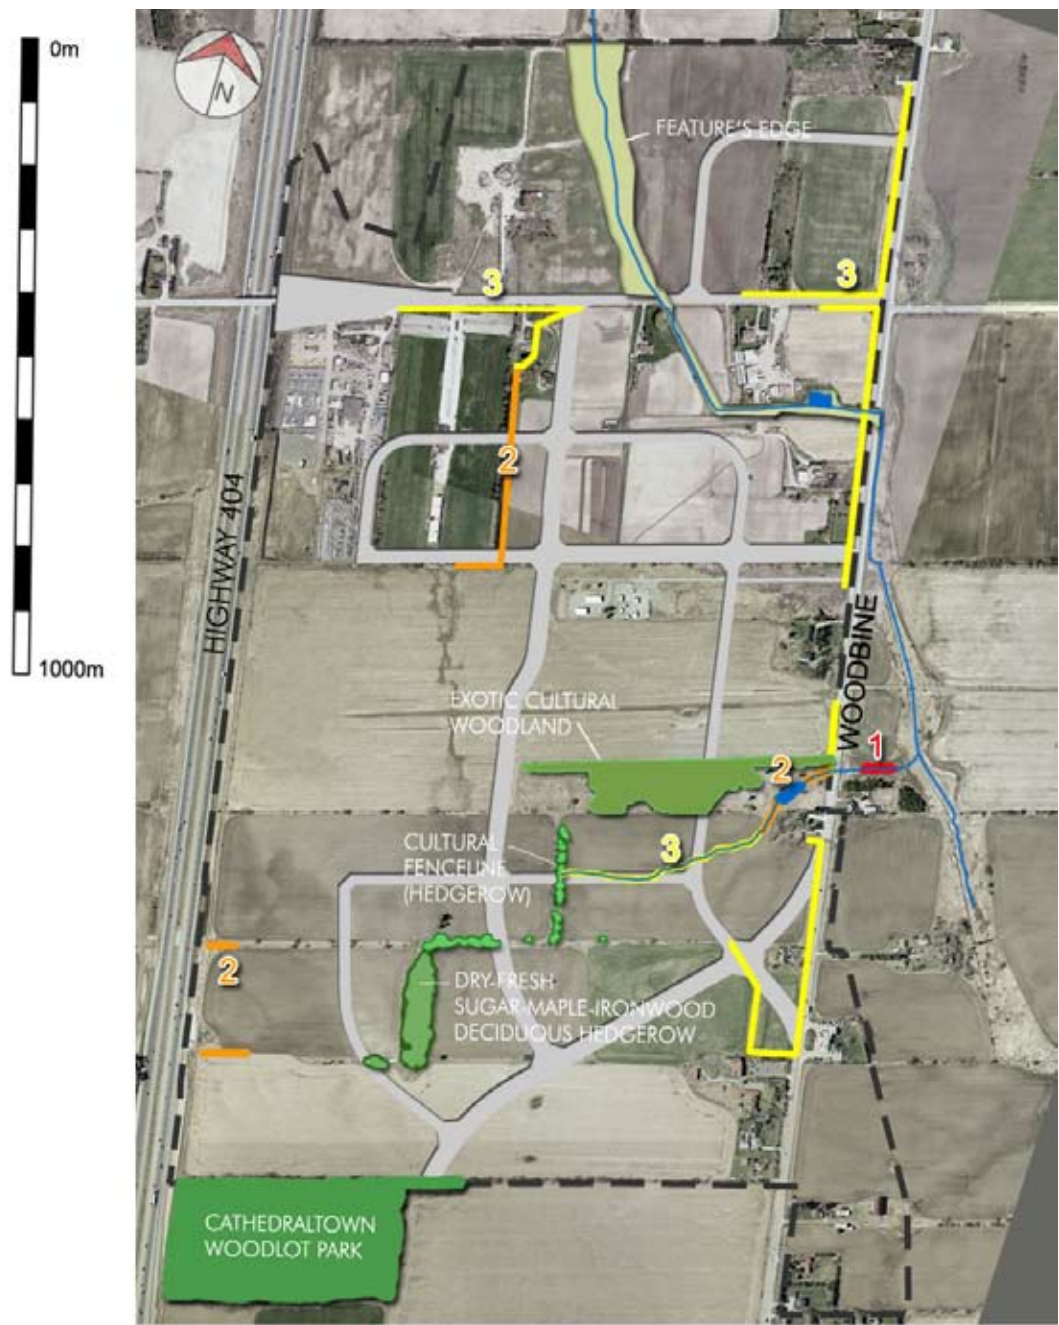 0m
N
FEATURE'S EDGE
3
3
2
HIGHWAY 404
1000m
WOODBINE
EXOTIC CULTURAL
WOODLAND
1
2
CULTURAL
FENCELINE
(HEDGEROW)
3
2
DRY-FRESH
SUGAR-MAPLE-IRONWOOD
DECIDUOUS HEDGEROW
CATHEDRALTOWN
WOODLOT PARK